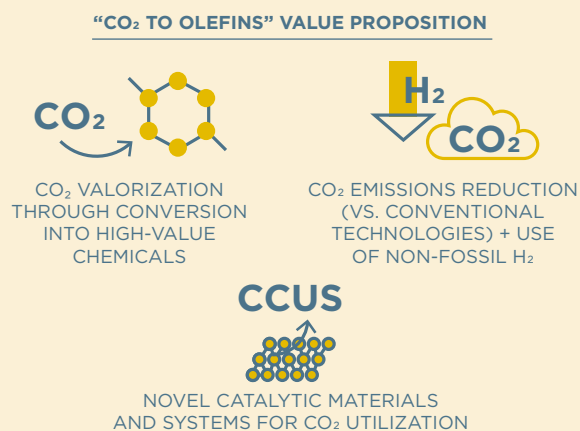 “CO₂ TO OLEFINS” VALUE PROPOSITION
CO₂
CO₂ VALORIZATION
THROUGH CONVERSION
INTO HIGH-VALUE
CHEMICALS
H₂
CO₂
CO₂ EMISSIONS REDUCTION
(VS. CONVENTIONAL
TECHNOLOGIES) + USE
OF NON-FOSSIL H₂
CCUS
NOVEL CATALYTIC MATERIALS
AND SYSTEMS FOR CO₂ UTILIZATION